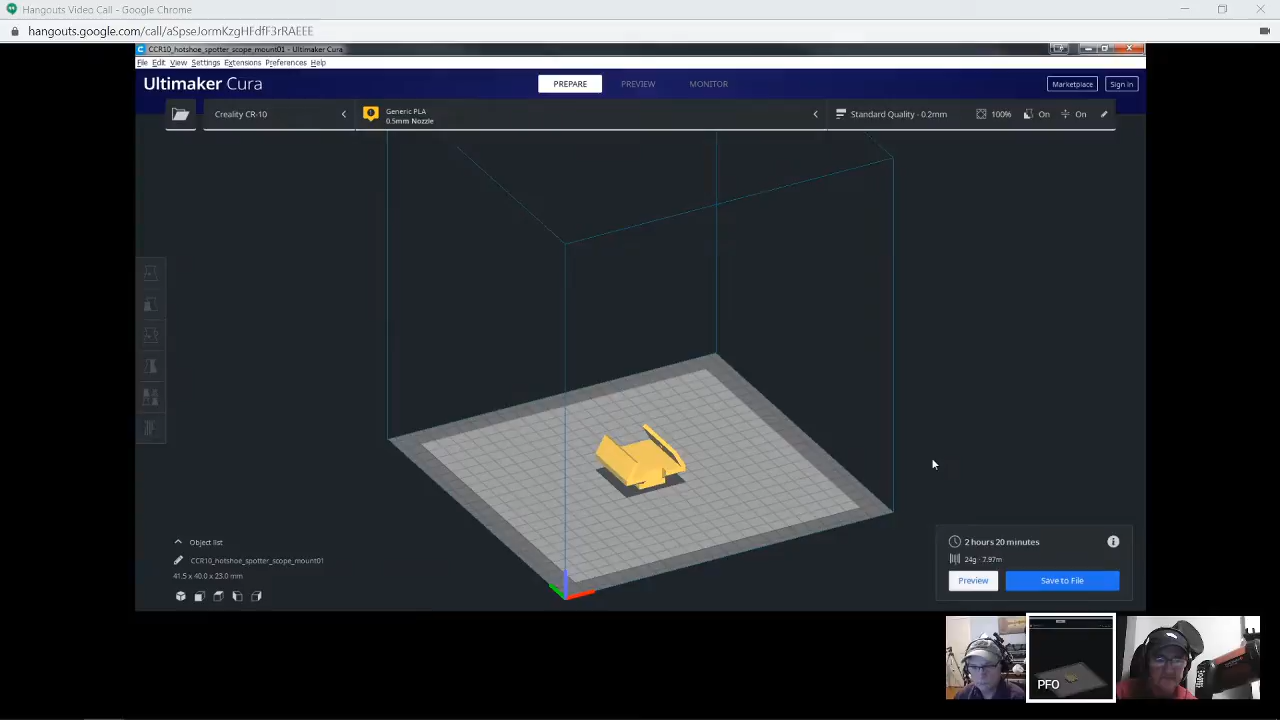 Hangouts Video Call - Google Chrome
hangouts.google.com/call/aSpseJormKzgHFdfF3rRAEEE
CCR10_hotshoe_spotter_scope_mount01 - Ultimaker Cura
File Edit View Settings Extensions Preferences Help
Ultimaker Cura
PREPARE PREVIEW MONITOR
Marketplace Sign in
Creality CR-10
Generic PLA
0.5mm Nozzle
Standard Quality - 0.2mm 100% On On
Object list
CCR10_hotshoe_spotter_scope_mount01
41.5 x 40.0 x 23.0 mm
2 hours 20 minutes
24g · 7.97m
Preview Save to File
PFO